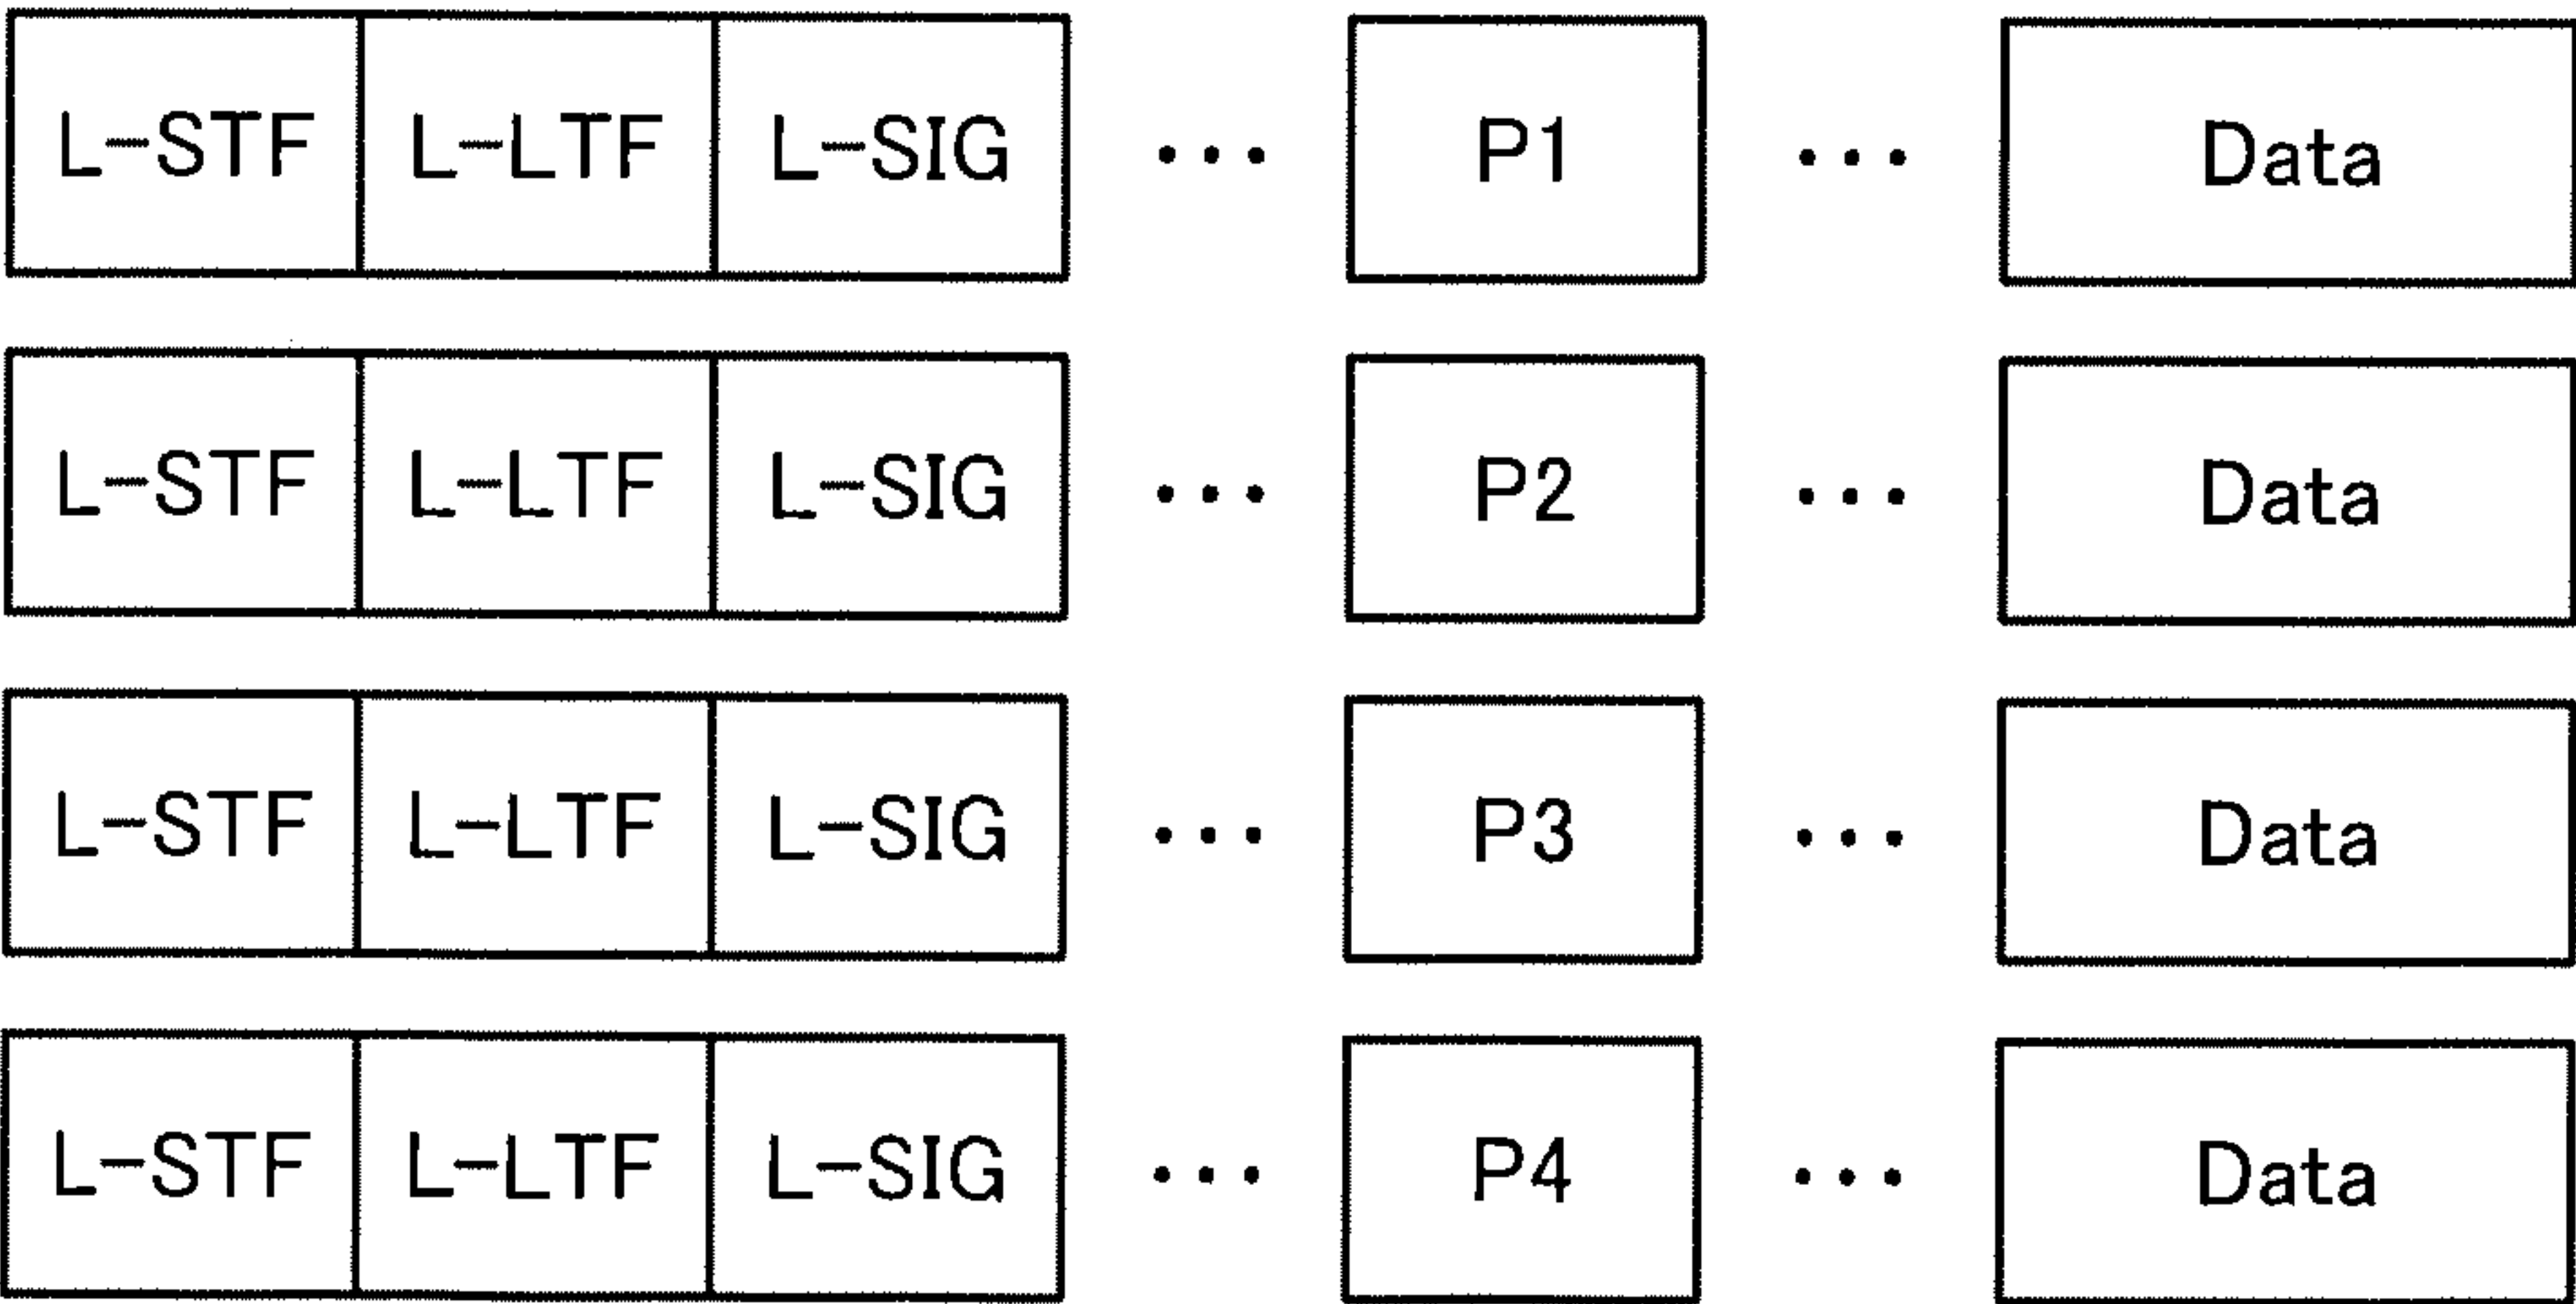 L-STF L-LTF L-SIG ... P1 ... Data
L-STF L-LTF L-SIG ... P2 ... Data
L-STF L-LTF L-SIG ... P3 ... Data
L-STF L-LTF L-SIG ... P4 ... Data